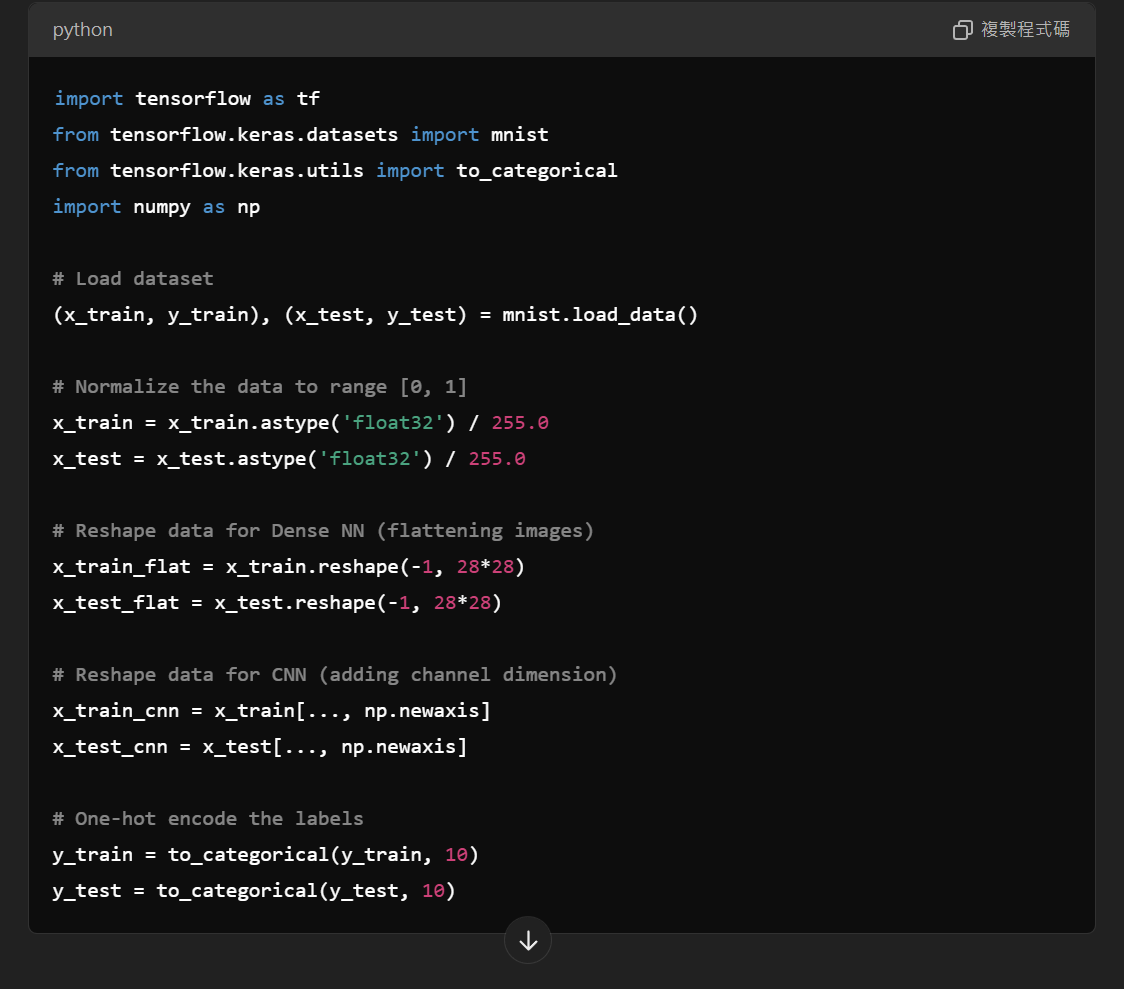 python
複製程式碼
import tensorflow as tf
from tensorflow.keras.datasets import mnist
from tensorflow.keras.utils import to_categorical
import numpy as np
# Load dataset
(x_train, y_train), (x_test, y_test) = mnist.load_data()
# Normalize the data to range [0, 1]
x_train = x_train.astype('float32') / 255.0
x_test = x_test.astype('float32') / 255.0
# Reshape data for Dense NN (flattening images)
x_train_flat = x_train.reshape(-1, 28*28)
x_test_flat = x_test.reshape(-1, 28*28)
# Reshape data for CNN (adding channel dimension)
x_train_cnn = x_train[..., np.newaxis]
x_test_cnn = x_test[..., np.newaxis]
# One-hot encode the labels
y_train = to_categorical(y_train, 10)
y_test = to_categorical(y_test, 10)